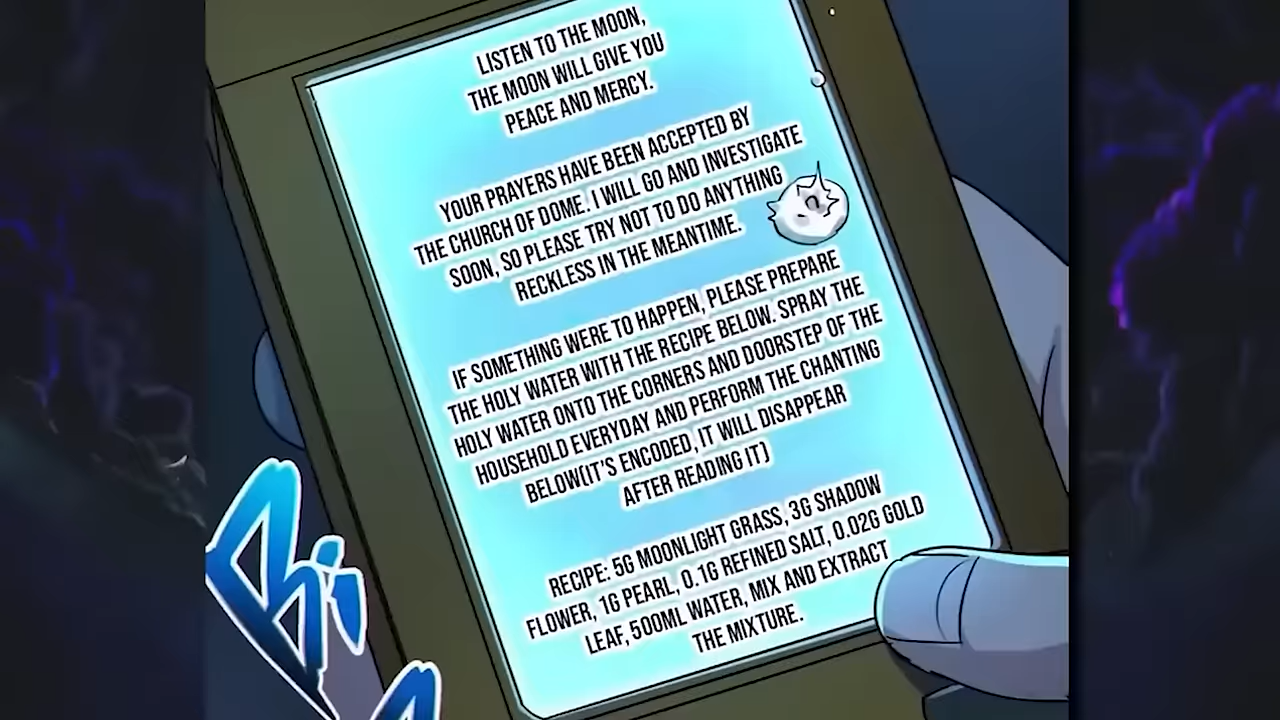 LISTEN TO THE MOON,
THE MOON WILL GIVE YOU
PEACE AND MERCY.
YOUR PRAYERS HAVE BEEN ACCEPTED BY
THE CHURCH OF DOME. I WILL GO AND INVESTIGATE
SOON, SO PLEASE TRY NOT TO DO ANYTHING
RECKLESS IN THE MEANTIME.
IF SOMETHING WERE TO HAPPEN, PLEASE PREPARE
THE HOLY WATER WITH THE RECIPE BELOW. SPRAY THE
HOLY WATER ONTO THE CORNERS AND DOORSTEP OF THE
HOUSEHOLD EVERYDAY AND PERFORM THE CHANTING
BELOW(IT'S ENCODED, IT WILL DISAPPEAR
AFTER READING IT)
RECIPE: 5G MOONLIGHT GRASS, 3G SHADOW
FLOWER, 1G PEARL, 0.1G REFINED SALT, 0.02G GOLD
LEAF, 500ML WATER, MIX AND EXTRACT
THE MIXTURE.